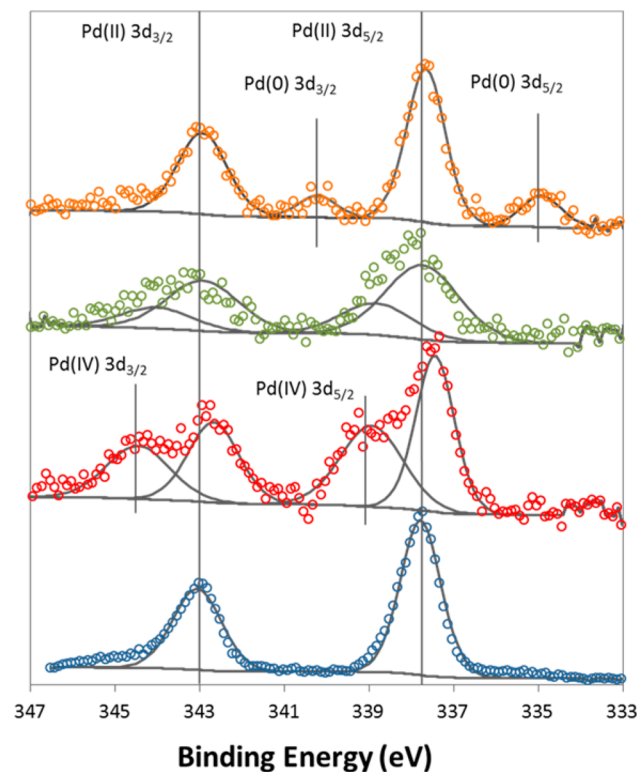 Pd(II) 3d3/2 Pd(II) 3d5/2
Pd(0) 3d3/2 Pd(0) 3d5/2
Pd(IV) 3d3/2
Pd(IV) 3d5/2
347 345 343 341 339 337 335 333
Binding Energy (eV)